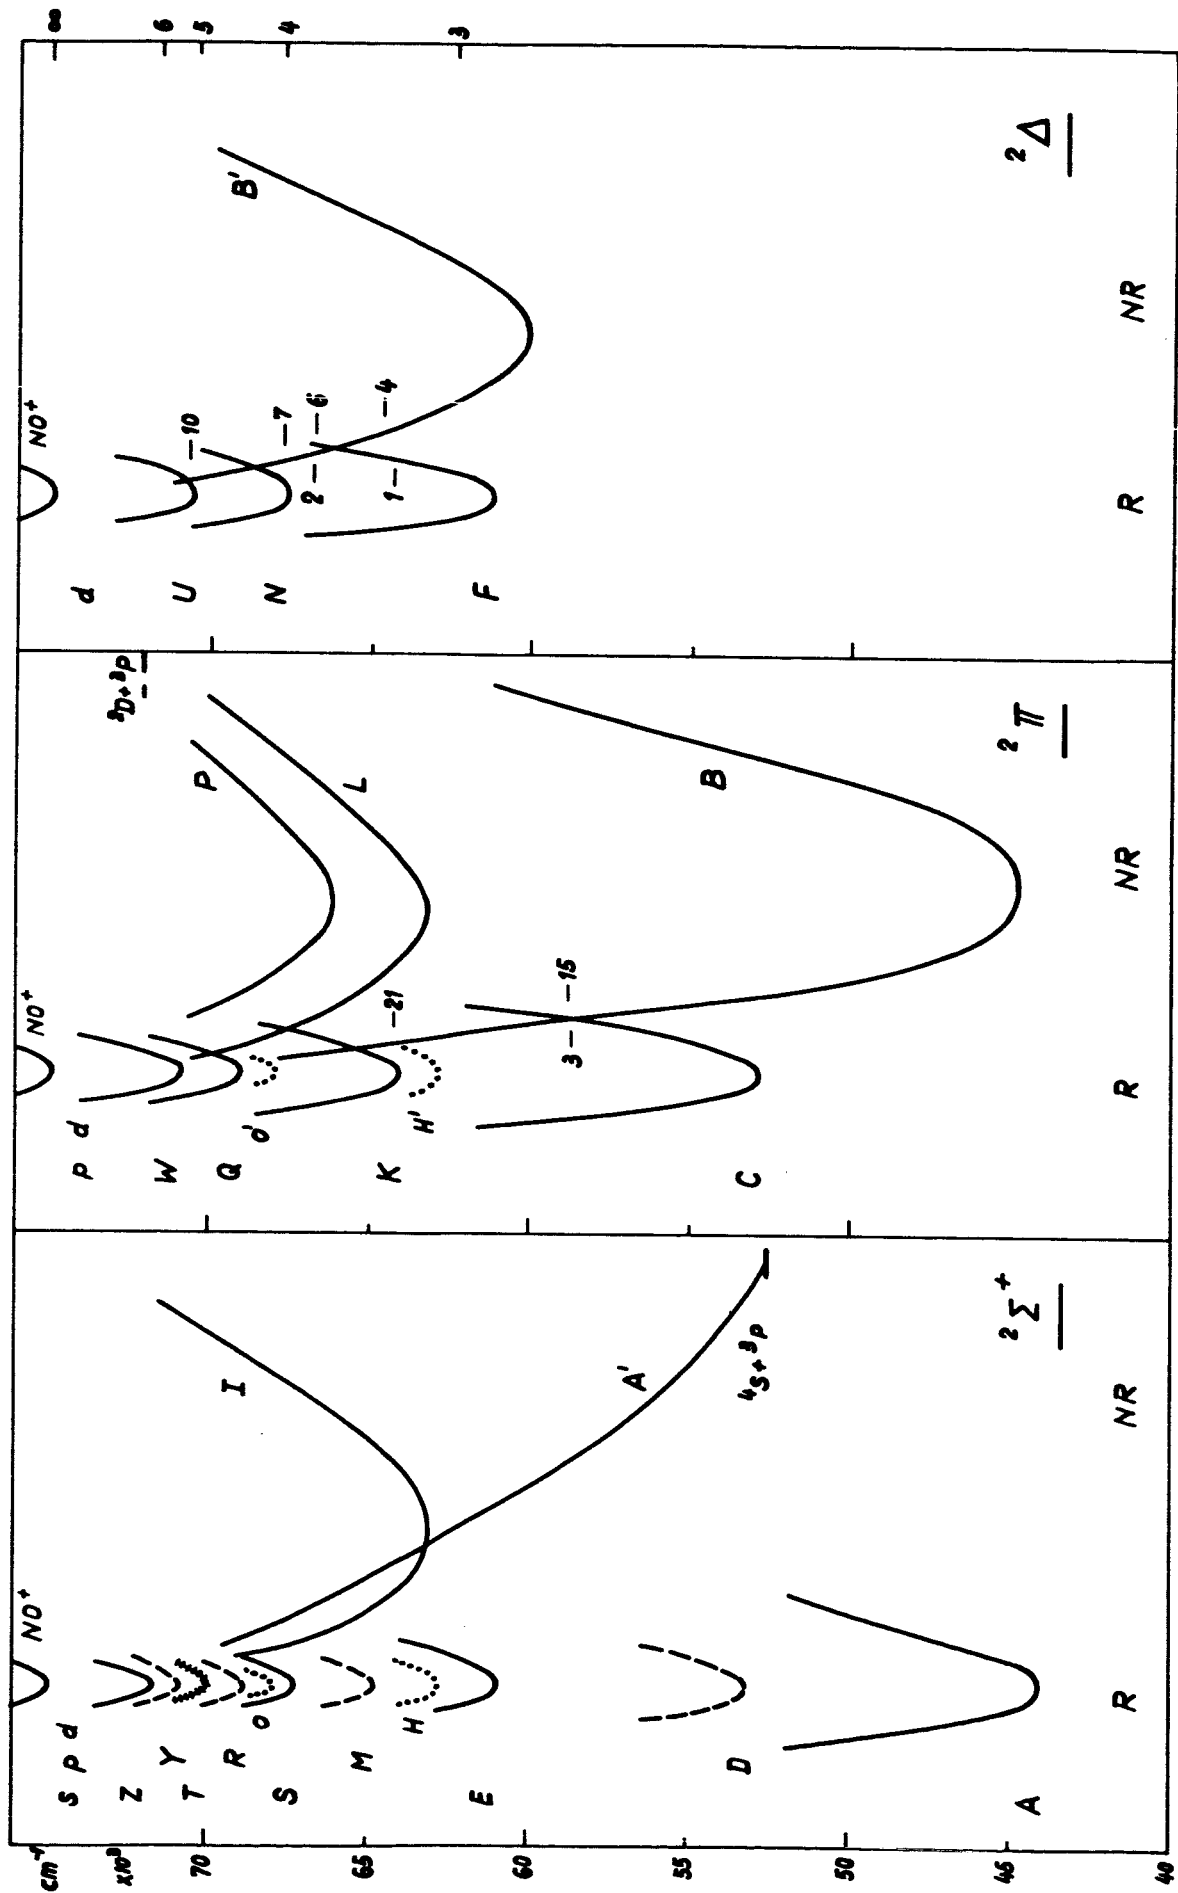 cm⁻¹
x10³
70
65
60
55
50
45
40
s p d
Z
Y
T
R
O
S
M
H
E
D
A
NO⁺
I
A'
⁴S+³P
²Σ⁺
R
NR
p d
W
Q
O'
K
H'
C
NO⁺
P
L
B
²D+³P
–21
3 – –15
²Π
R
NR
d
U
N
F
NO⁺
B'
–10
–7
2 – –6
1 – –4
²Δ
R
NR
∞
6
5
4
3